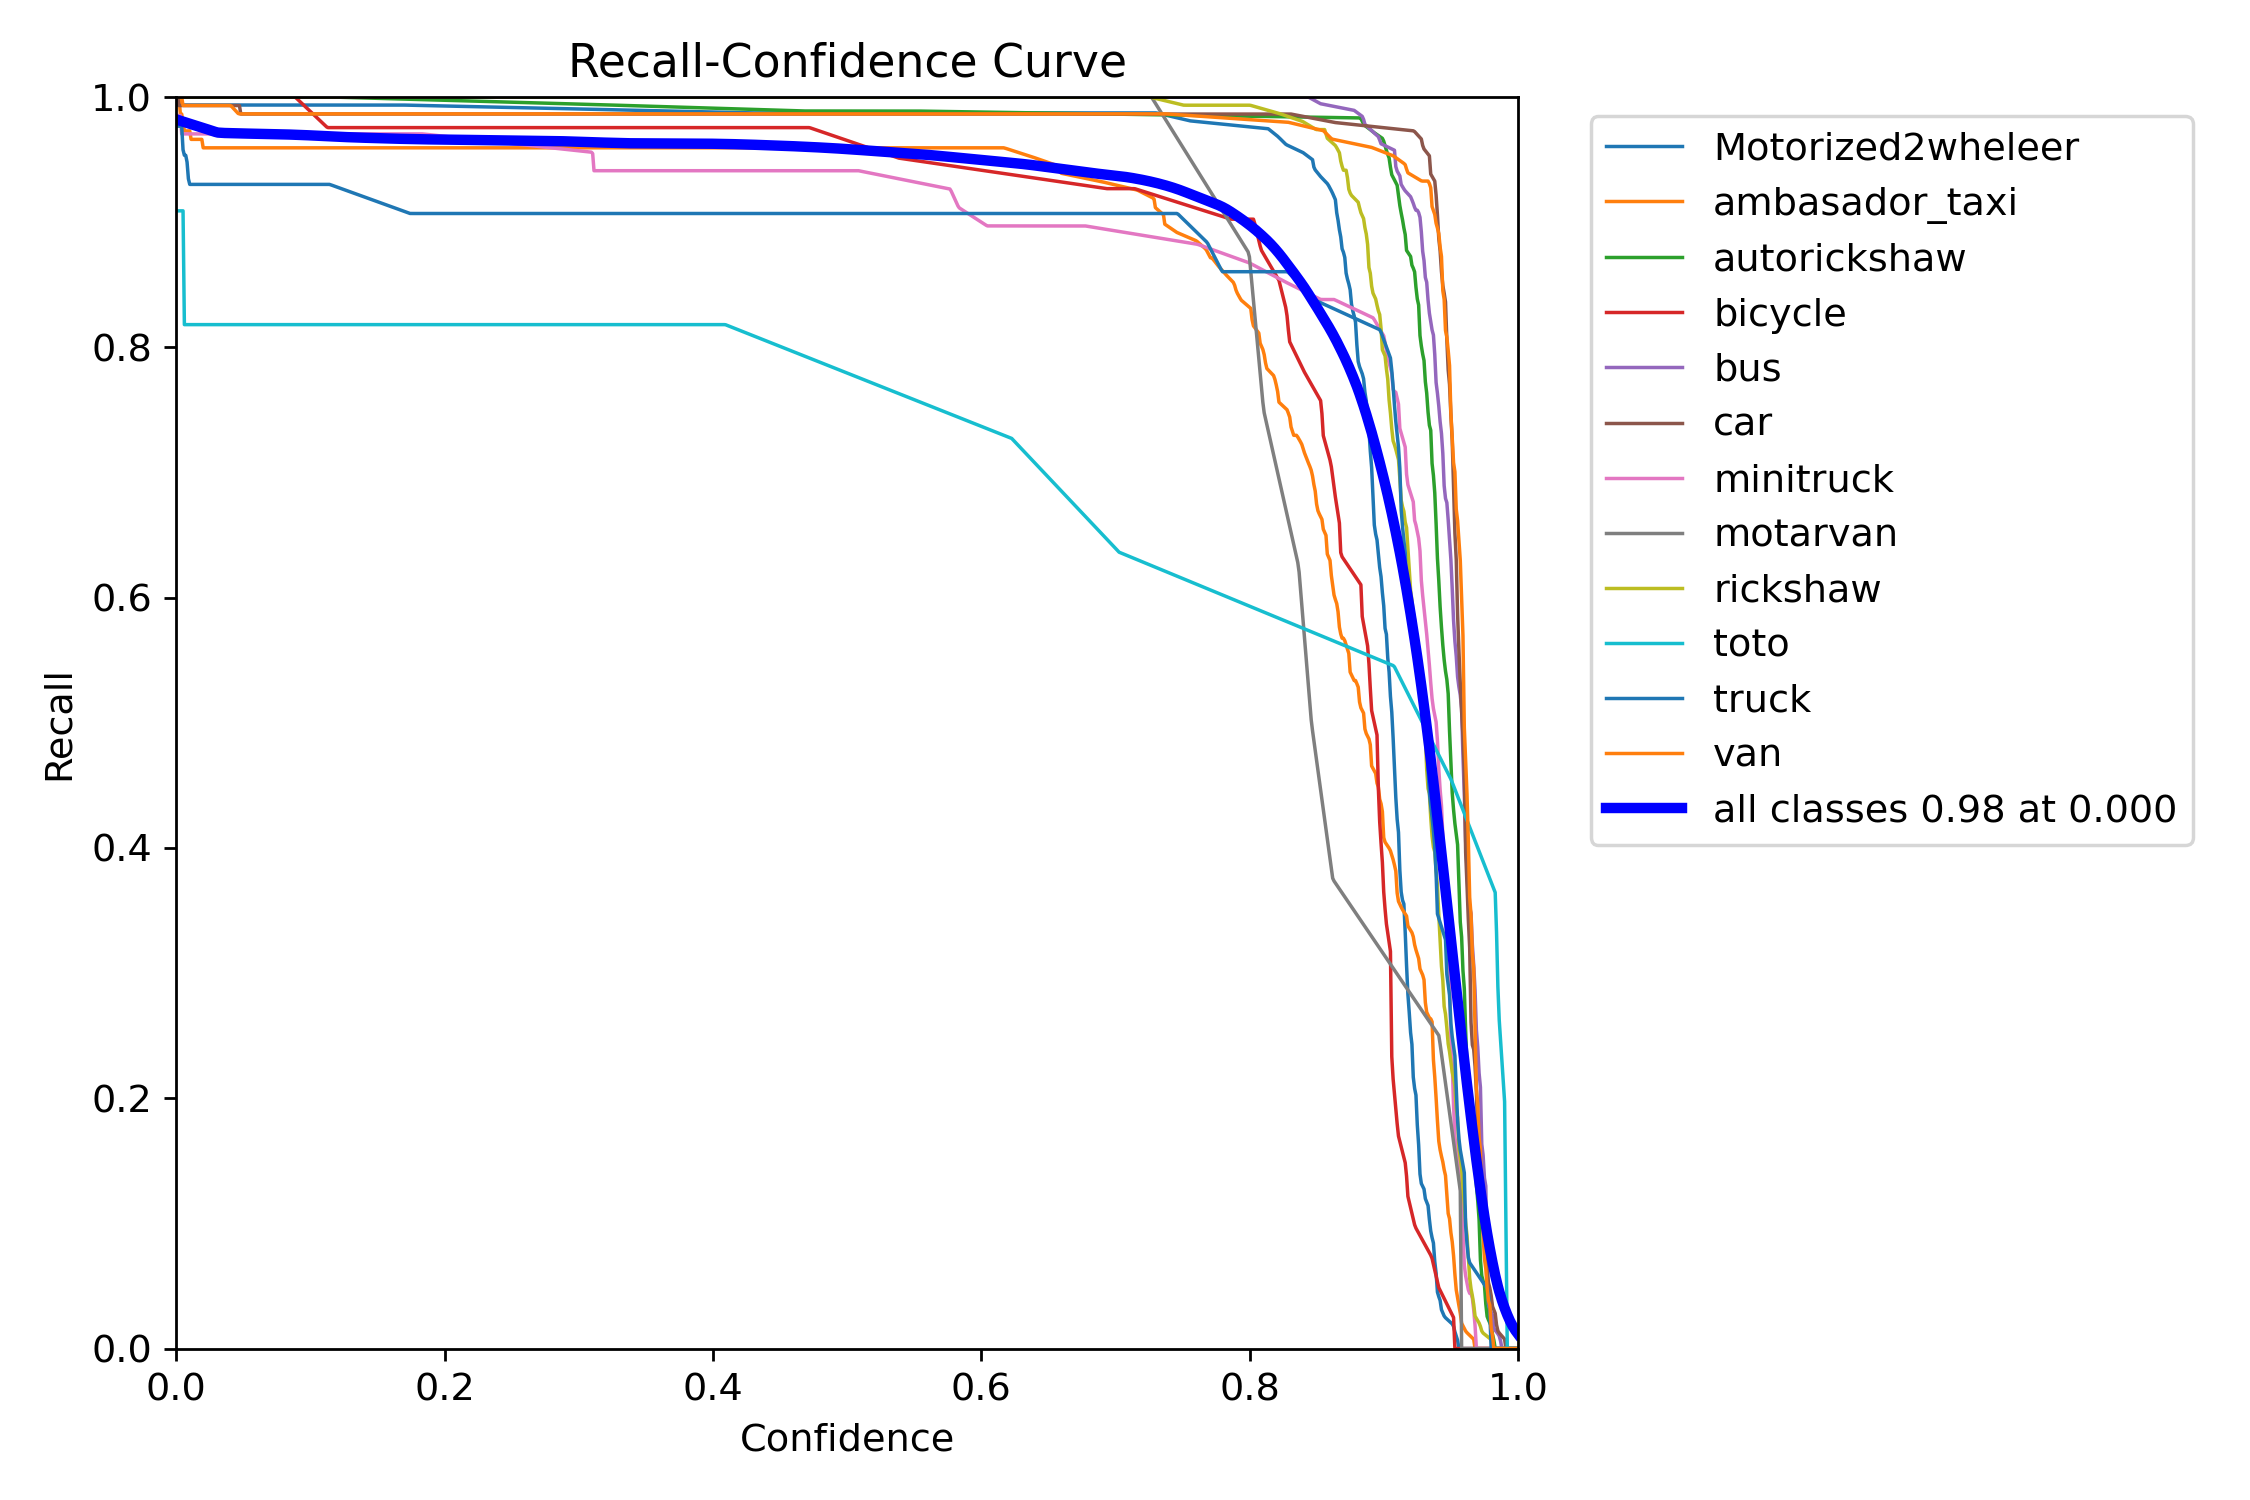 Recall-Confidence Curve
1.0
0.8
0.6
0.4
0.2
0.0
Recall
0.0 0.2 0.4 0.6 0.8 1.0
Confidence
Motorized2wheleer
ambasador_taxi
autorickshaw
bicycle
bus
car
minitruck
motarvan
rickshaw
toto
truck
van
all classes 0.98 at 0.000